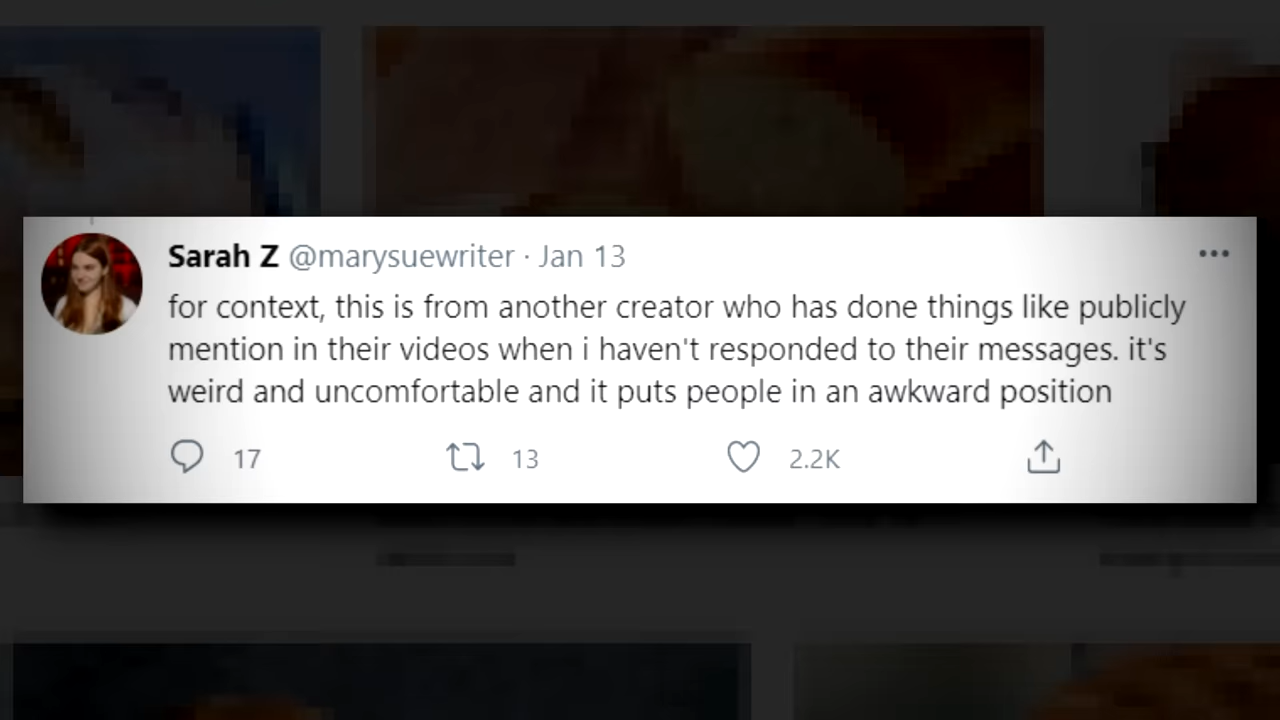 Sarah Z @marysuewriter · Jan 13
for context, this is from another creator who has done things like publicly
mention in their videos when i haven't responded to their messages. it's
weird and uncomfortable and it puts people in an awkward position
17 13 2.2K